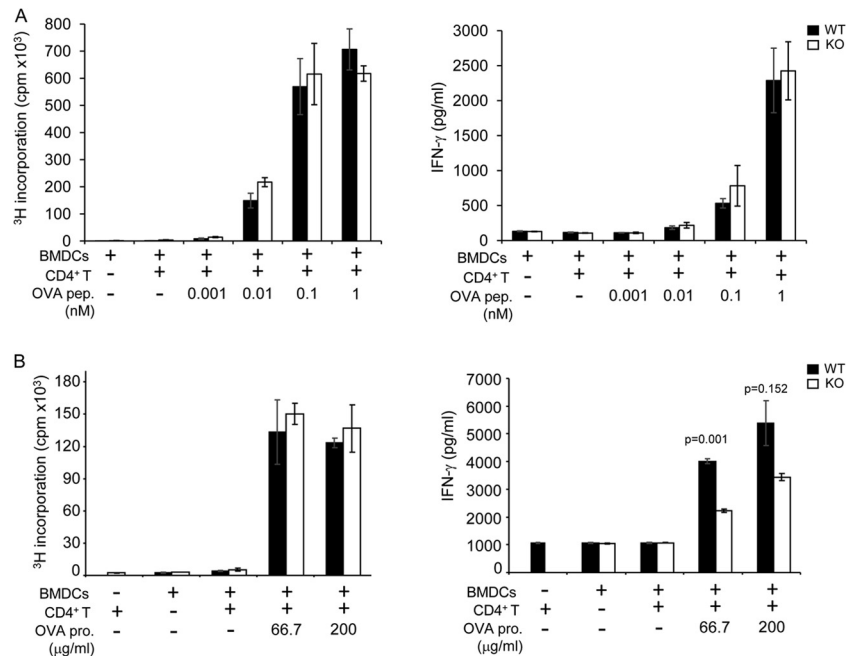 A
³H incorporation (cpm x10³)
800
700
600
500
400
300
200
100
0
BMDCs + + + + + +
CD4⁺ T - + + + + +
OVA pep. - - 0.001 0.01 0.1 1
(nM)
WT
KO
IFN-γ (pg/ml)
3000
2500
2000
1500
1000
500
0
BMDCs + + + + + +
CD4⁺ T - + + + + +
OVA pep. - - 0.001 0.01 0.1 1
(nM)
B
³H incorporation (cpm x10³)
180
150
120
90
60
30
0
BMDCs - + + + +
CD4⁺ T + - + + +
OVA pro. - - - 66.7 200
(µg/ml)
WT
KO
IFN-γ (pg/ml)
7000
6000
5000
4000
3000
2000
1000
0
p=0.001
p=0.152
BMDCs - + + + +
CD4⁺ T + - + + +
OVA pro. - - - 66.7 200
(µg/ml)